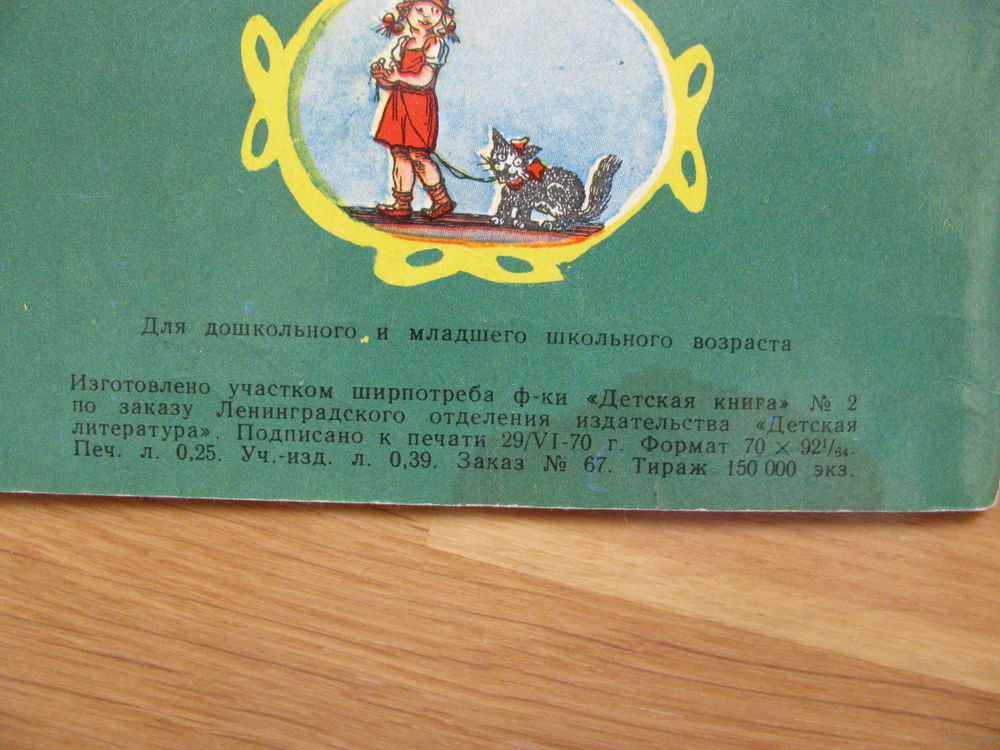 Для дошкольного и младшего школьного возраста
Изготовлено участком ширпотреба ф-ки «Детская книга» № 2
по заказу Ленинградского отделения издательства «Детская
литература». Подписано к печати 29/VI-70 г. Формат 70 × 92¹/₆₄.
Печ. л. 0,25. Уч.-изд. л. 0,39. Заказ № 67. Тираж 150 000 экз.